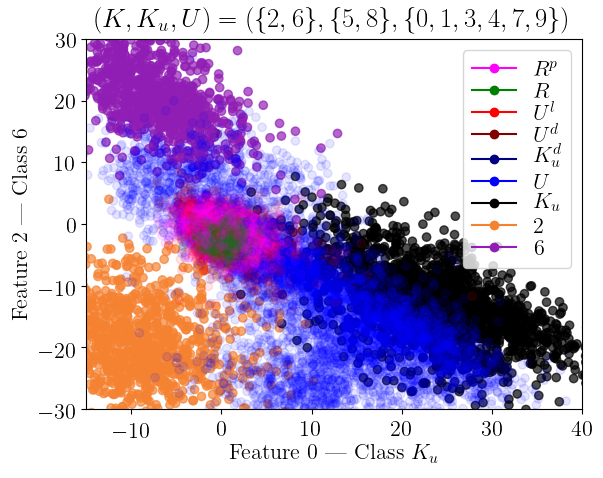 (K, K_u, U) = ({2, 6}, {5, 8}, {0, 1, 3, 4, 7, 9})
30
20
10
0
−10
−20
−30
Feature 2 — Class 6
R^p
R
U^l
U^d
K_u^d
U
K_u
2
6
−10
0
10
20
30
40
Feature 0 — Class K_u